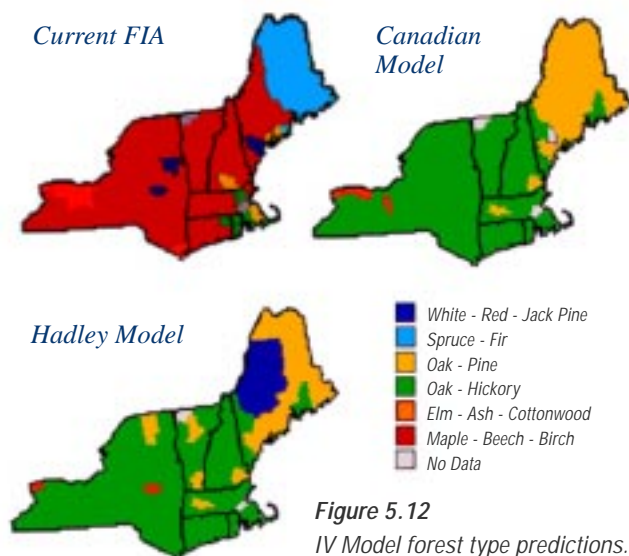 Current FIA
Canadian
Model
Hadley Model
White - Red - Jack Pine
Spruce - Fir
Oak - Pine
Oak - Hickory
Elm - Ash - Cottonwood
Maple - Beech - Birch
No Data
Figure 5.12
IV Model forest type predictions.